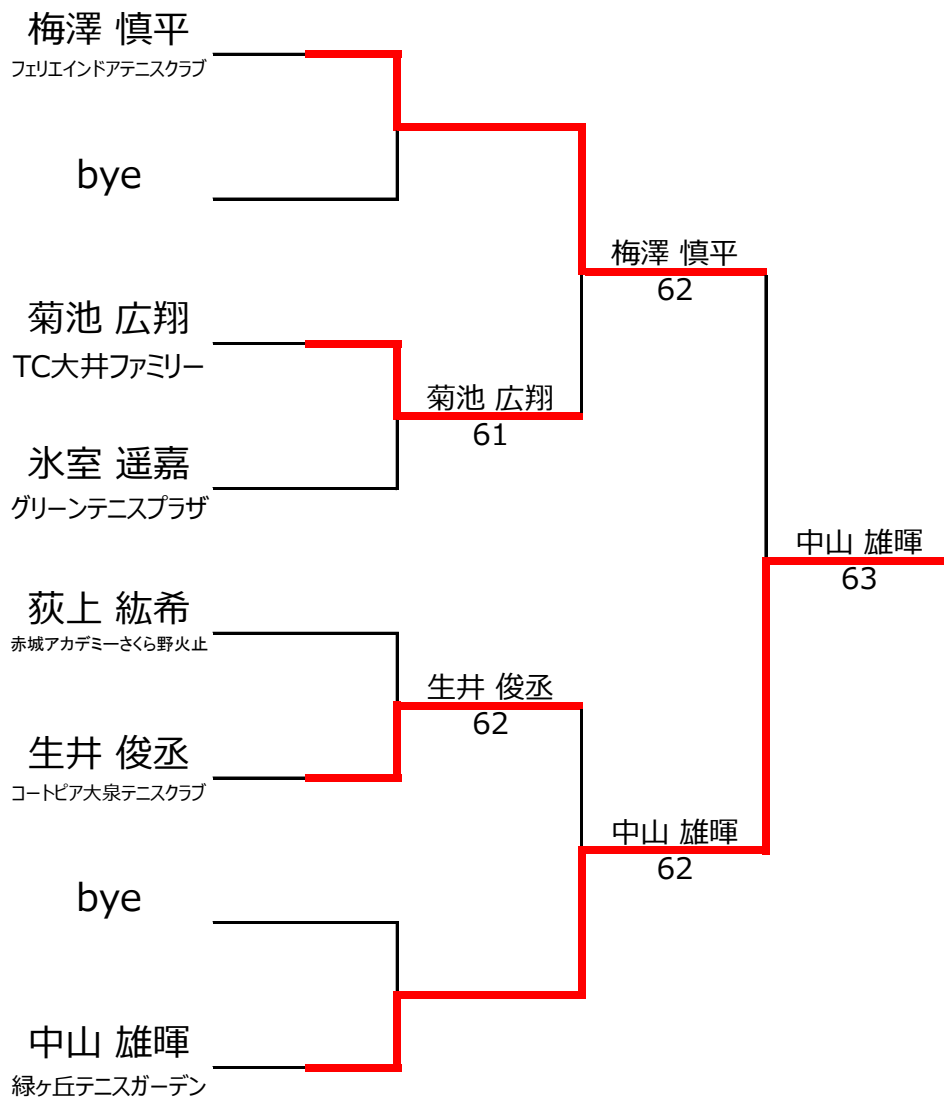 梅澤 慎平
フェリエインドアテニスクラブ
bye
梅澤 慎平
62
菊池 広翔
TC大井ファミリー
菊池 広翔
61
氷室 遥嘉
グリーンテニスプラザ
中山 雄暉
63
荻上 紘希
赤城アカデミーさくら野火止
生井 俊丞
62
生井 俊丞
コートピア大泉テニスクラブ
中山 雄暉
62
bye
中山 雄暉
緑ヶ丘テニスガーデン